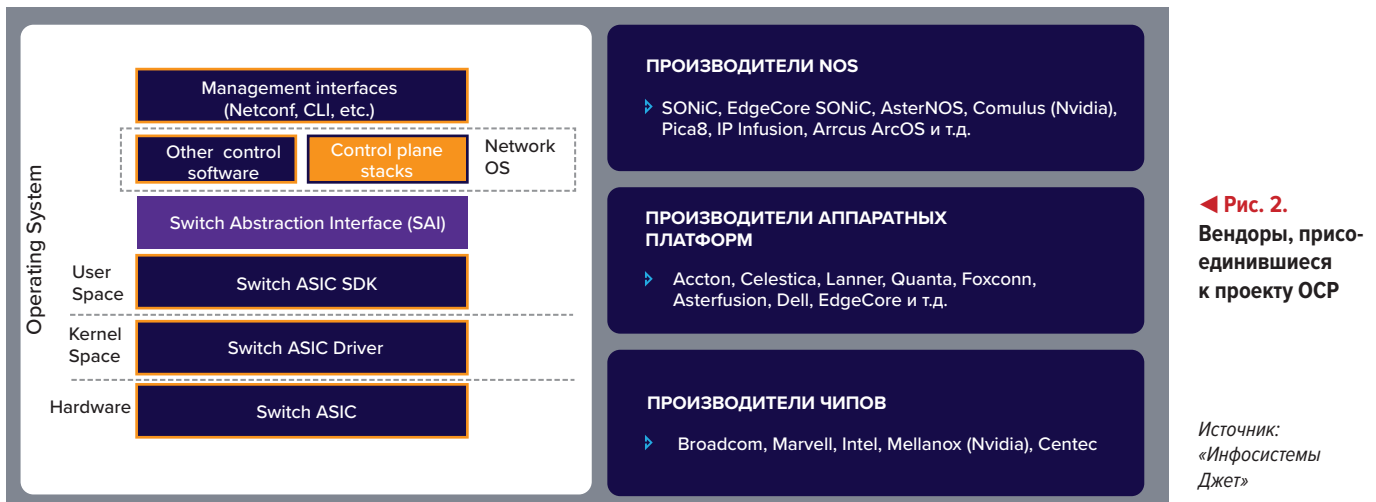 Operating System
Management interfaces
(Netconf, CLI, etc.)
Other control
software
Control plane
stacks
Network
OS
Switch Abstraction Interface (SAI)
User
Space
Switch ASIC SDK
Kernel
Space
Switch ASIC Driver
Hardware
Switch ASIC
ПРОИЗВОДИТЕЛИ NOS
SONiC, EdgeCore SONiC, AsterNOS, Comulus (Nvidia),
Pica8, IP Infusion, Arrcus ArcOS и т.д.
ПРОИЗВОДИТЕЛИ АППАРАТНЫХ
ПЛАТФОРМ
Accton, Celestica, Lanner, Quanta, Foxconn,
Asterfusion, Dell, EdgeCore и т.д.
ПРОИЗВОДИТЕЛИ ЧИПОВ
Broadcom, Marvell, Intel, Mellanox (Nvidia), Centec
◄ Рис. 2.
Вендоры, присо-
единившиеся
к проекту OCP
Источник:
«Инфосистемы
Джет»